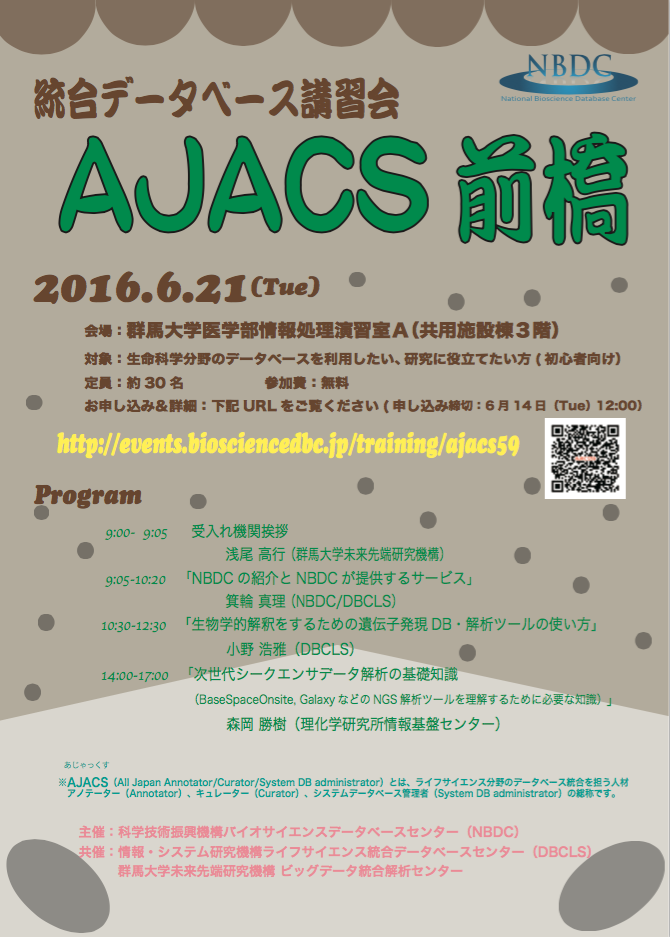 NBDC
National Bioscience Database Center
統合データベース講習会
AJACS 前橋
2016.6.21(Tue)
会場：群馬大学医学部情報処理演習室A（共用施設棟３階）
対象：生命科学分野のデータベースを利用したい、研究に役立てたい方 ( 初心者向け）
定員：約 30 名　参加費：無料
お申し込み＆詳細：下記 URL をご覧ください ( 申し込み締切：6 月 14 日（Tue）12:00）
http://events.biosciencedbc.jp/training/ajacs59
Program
9:00- 9:05 受入れ機関挨拶
浅尾 高行（群馬大学未来先端研究機構）
9:05-10:20 「NBDC の紹介と NBDC が提供するサービス」
箕輪 真理（NBDC/DBCLS）
10:30-12:30 「生物学的解釈をするための遺伝子発現 DB・解析ツールの使い方」
小野 浩雅（DBCLS）
14:00-17:00 「次世代シークエンサデータ解析の基礎知識
（BaseSpaceOnsite, Galaxy などの NGS 解析ツールを理解するために必要な知識）」
森岡 勝樹（理化学研究所情報基盤センター）
あじゃっくす
※AJACS（All Japan Annotator/Curator/System DB administrator）とは、ライフサイエンス分野のデータベース統合を担う人材
アノテーター（Annotator）、キュレーター（Curator）、システムデータベース管理者（System DB administrator）の総称です。
主催：科学技術振興機構バイオサイエンスデータベースセンター（NBDC）
共催：情報・システム研究機構ライフサイエンス統合データベースセンター（DBCLS）
群馬大学未来先端研究機構 ビッグデータ統合解析センター